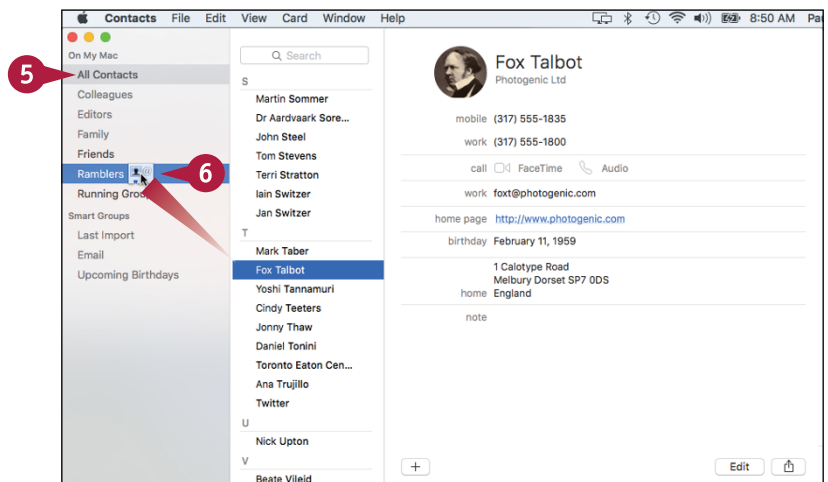 Contacts File Edit View Card Window Help 8:50 AM
On My Mac
All Contacts
Colleagues
Editors
Family
Friends
Ramblers
Running
Smart Groups
Last Import
Email
Upcoming Birthdays
5
6
Search
S
Martin Sommer
Dr Aardvaark Sore...
John Steel
Tom Stevens
Terri Stratton
Iain Switzer
Jan Switzer
T
Mark Taber
Fox Talbot
Yoshi Tannamuri
Cindy Teeters
Jonny Thaw
Daniel Tonini
Toronto Eaton Cen...
Ana Trujillo
Twitter
U
Nick Upton
V
Beate Vileid
Fox Talbot
Photogenic Ltd
mobile (317) 555-1835
work (317) 555-1800
call FaceTime Audio
work foxt@photogenic.com
home page http://www.photogenic.com
birthday February 11, 1959
1 Calotype Road
Melbury Dorset SP7 0DS
home England
note
+ Edit